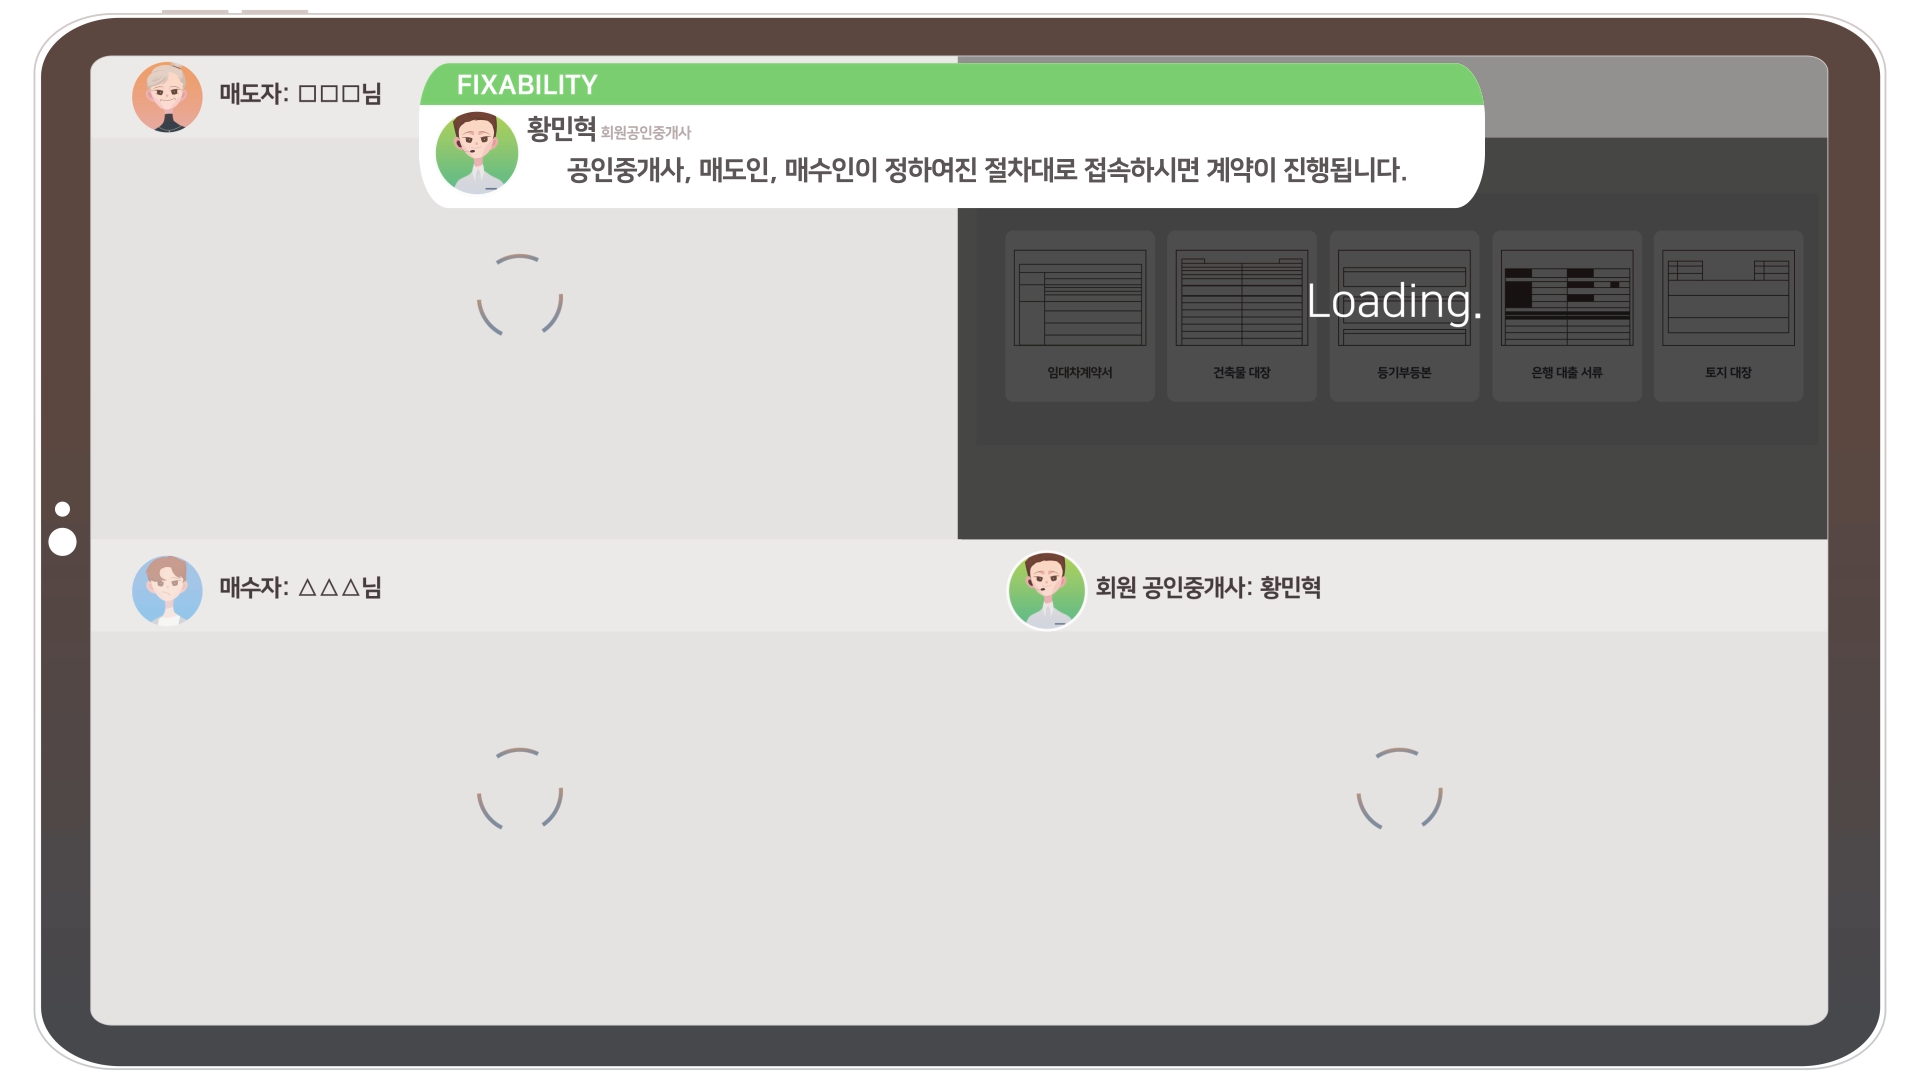 매도자: □□□님
FIXABILITY
황민혁 회원공인중개사
공인중개사, 매도인, 매수인이 정하여진 절차대로 접속하시면 계약이 진행됩니다.
Loading.
임대차계약서
건축물 대장
등기부등본
은행 대출 서류
토지 대장
매수자: △△△님
회원 공인중개사: 황민혁